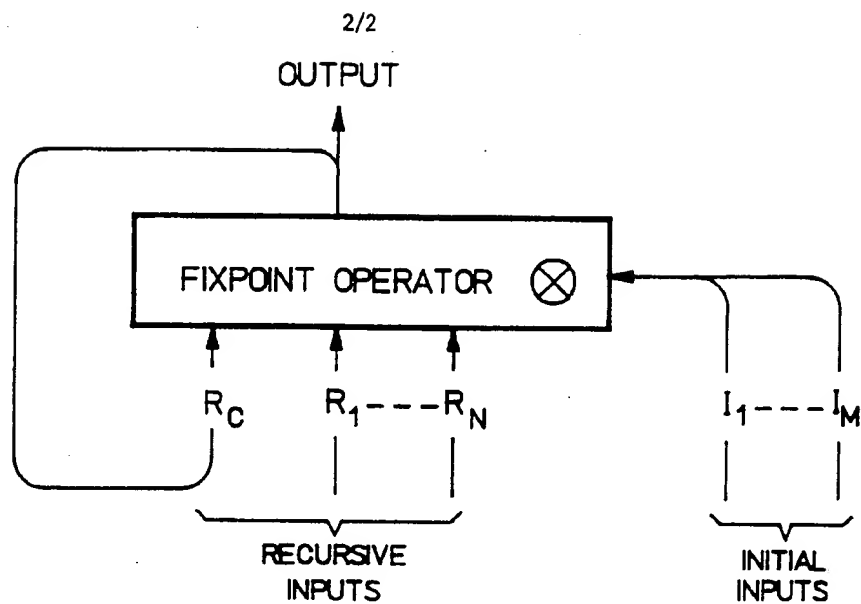 2/2
OUTPUT
FIXPOINT OPERATOR
R_C R_1 ---- R_N I_1 ---- I_M
RECURSIVE
INPUTS
INITIAL
INPUTS